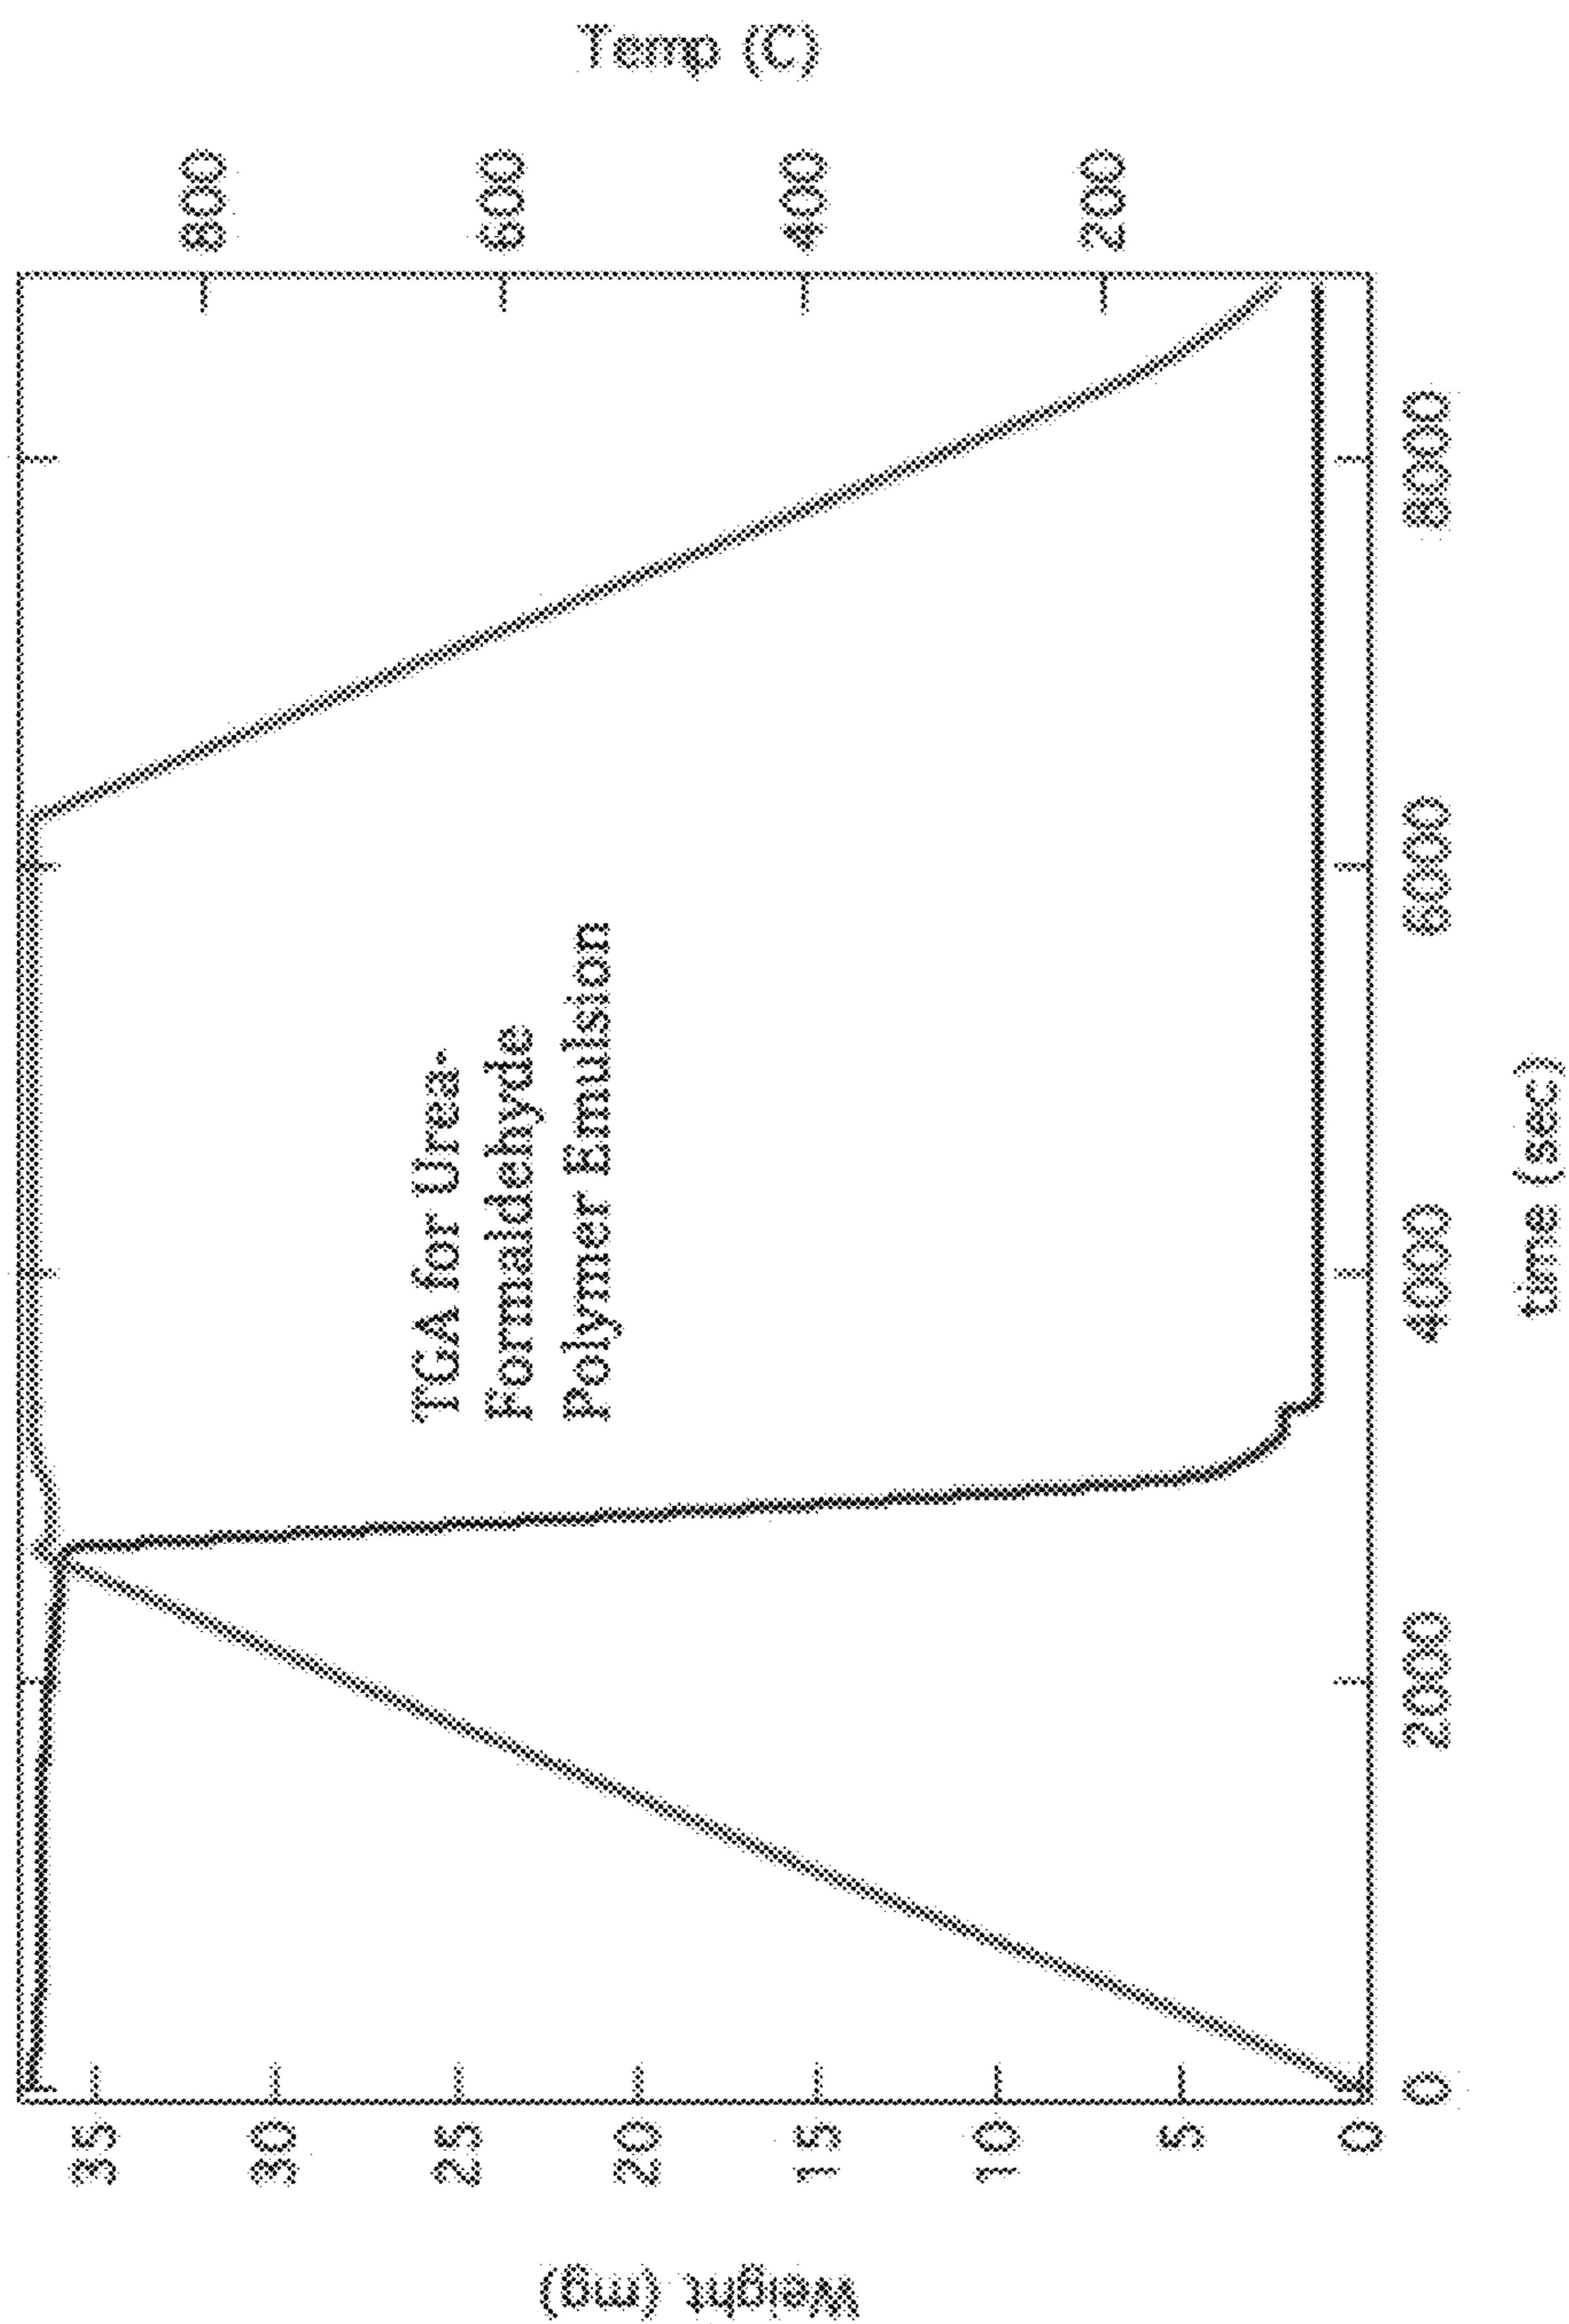 Temp (C)
800
600
400
200
TGA for Urea-
Formaldehyde
Polymer Emulsion
35
30
25
20
15
10
5
0
Weight (mg)
0
2000
4000
6000
8000
time (sec)